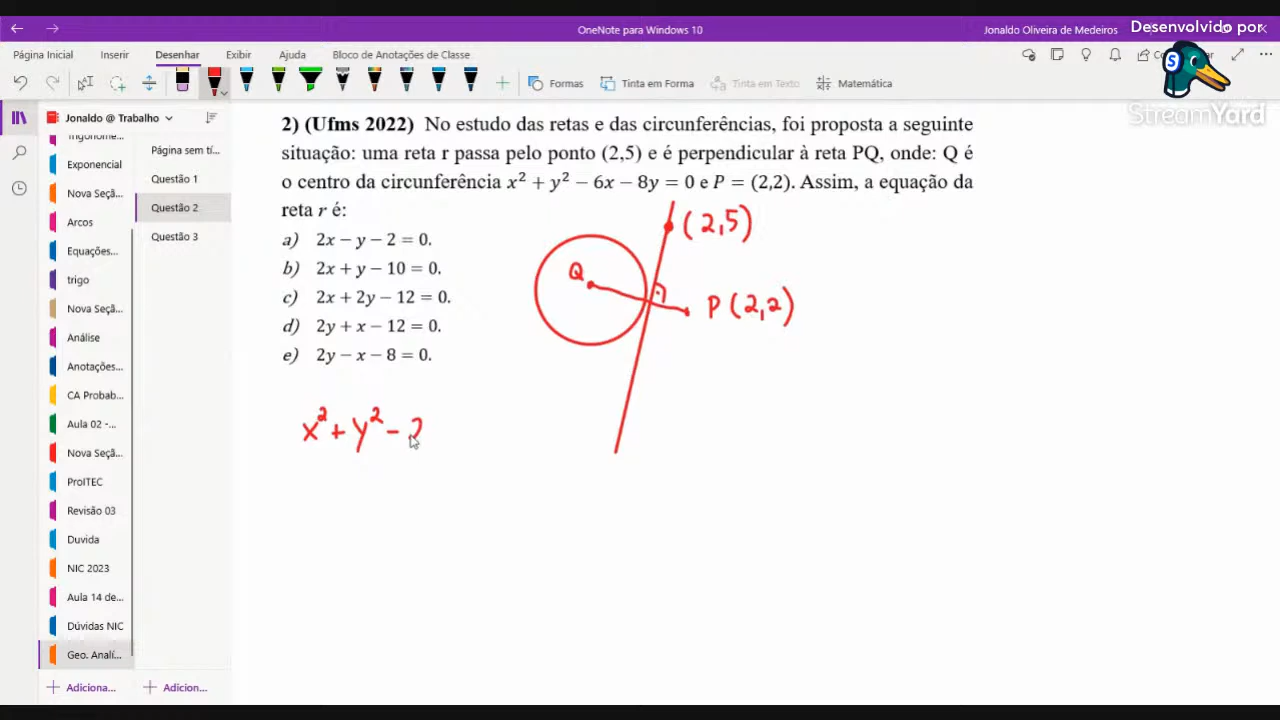 OneNote para Windows 10
Jonaldo Oliveira de Medeiros
Desenvolvido por
Página Inicial
Inserir
Desenhar
Exibir
Ajuda
Bloco de Anotações de Classe
Formas
Tinta em Forma
Tinta em Texto
Matemática
StreamYard
Jonaldo @ Trabalho
Exponencial
Nova Seçã...
Arcos
Equações...
trigo
Nova Seçã...
Análise
Anotações...
CA Probab...
Aula 02 -...
Nova Seçã...
ProITEC
Revisão 03
Duvida
NIC 2023
Aula 14 de...
Dúvidas NIC
Geo. Analí...
Adiciona...
Página sem tí...
Questão 1
Questão 2
Questão 3
Adicion...
2) (Ufms 2022) No estudo das retas e das circunferências, foi proposta a seguinte
situação: uma reta r passa pelo ponto (2,5) e é perpendicular à reta PQ, onde: Q é
o centro da circunferência x² + y² − 6x − 8y = 0 e P = (2,2). Assim, a equação da
reta r é:
a) 2x − y − 2 = 0.
b) 2x + y − 10 = 0.
c) 2x + 2y − 12 = 0.
d) 2y + x − 12 = 0.
e) 2y − x − 8 = 0.
(2,5)
Q
P (2,2)
x² + y² − 2